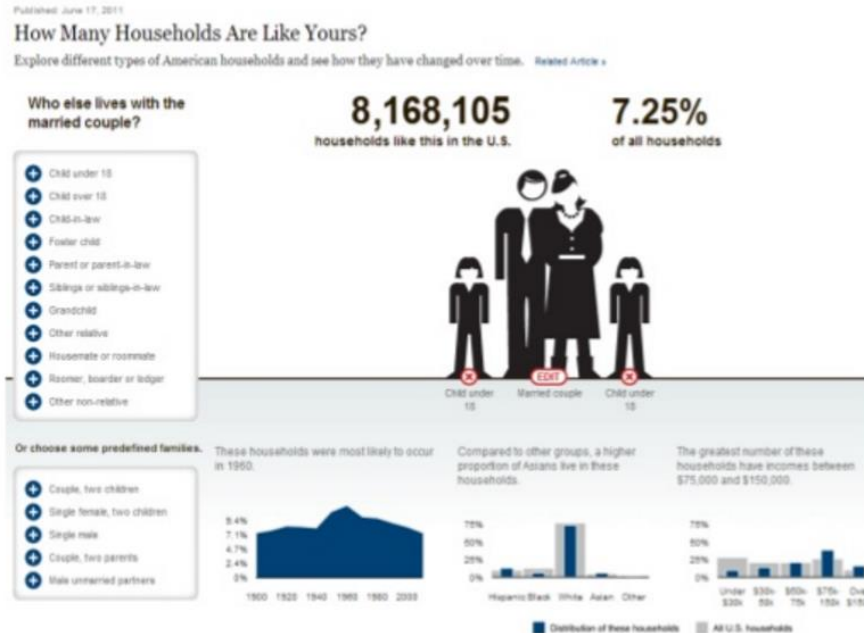 Published: June 17, 2011
How Many Households Are Like Yours?
Explore different types of American households and see how they have changed over time. Related Article »
Who else lives with the
married couple?
8,168,105
households like this in the U.S.
7.25%
of all households
Child under 18
Child over 18
Child-in-law
Foster child
Parent or parent-in-law
Siblings or siblings-in-law
Grandchild
Other relative
Housemate or roommate
Roomer, boarder or lodger
Other non-relative
EDIT
Child under
18
Married couple
Child under
18
Or choose some predefined families.
Couple, two children
Single female, two children
Single male
Couple, two parents
Male unmarried partners
These households were most likely to occur
in 1960.
9.4%
7.1%
4.7%
2.4%
0%
1900 1920 1940 1960 1980 2000
Compared to other groups, a higher
proportion of Asians live in these
households.
75%
50%
25%
0%
Hispanic Black White Asian Other
The greatest number of these
households have incomes between
$75,000 and $150,000.
75%
50%
25%
0%
Under
$30k
$30k-
50k
$50k-
75k
$75k-
150k
Distribution of these households
All U.S. households